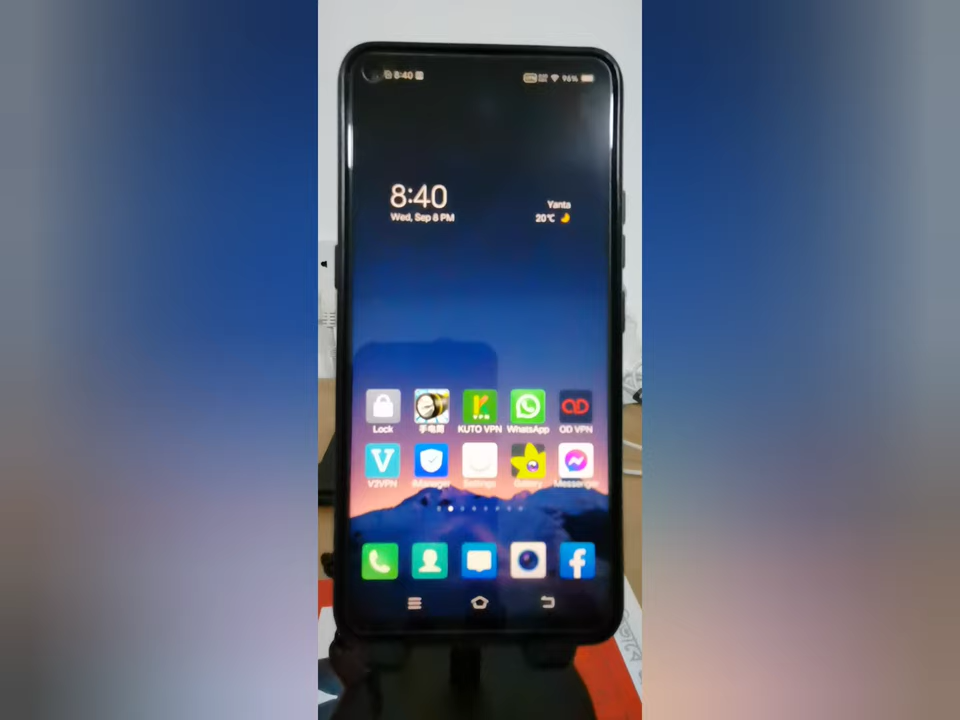 8:40
96%
8:40
Wed, Sep 8 PM
Yanta
20°C
Lock
手电筒
KUTO VPN
WhatsApp
OD VPN
V2VPN
iManager
Settings
Gallery
Messenger